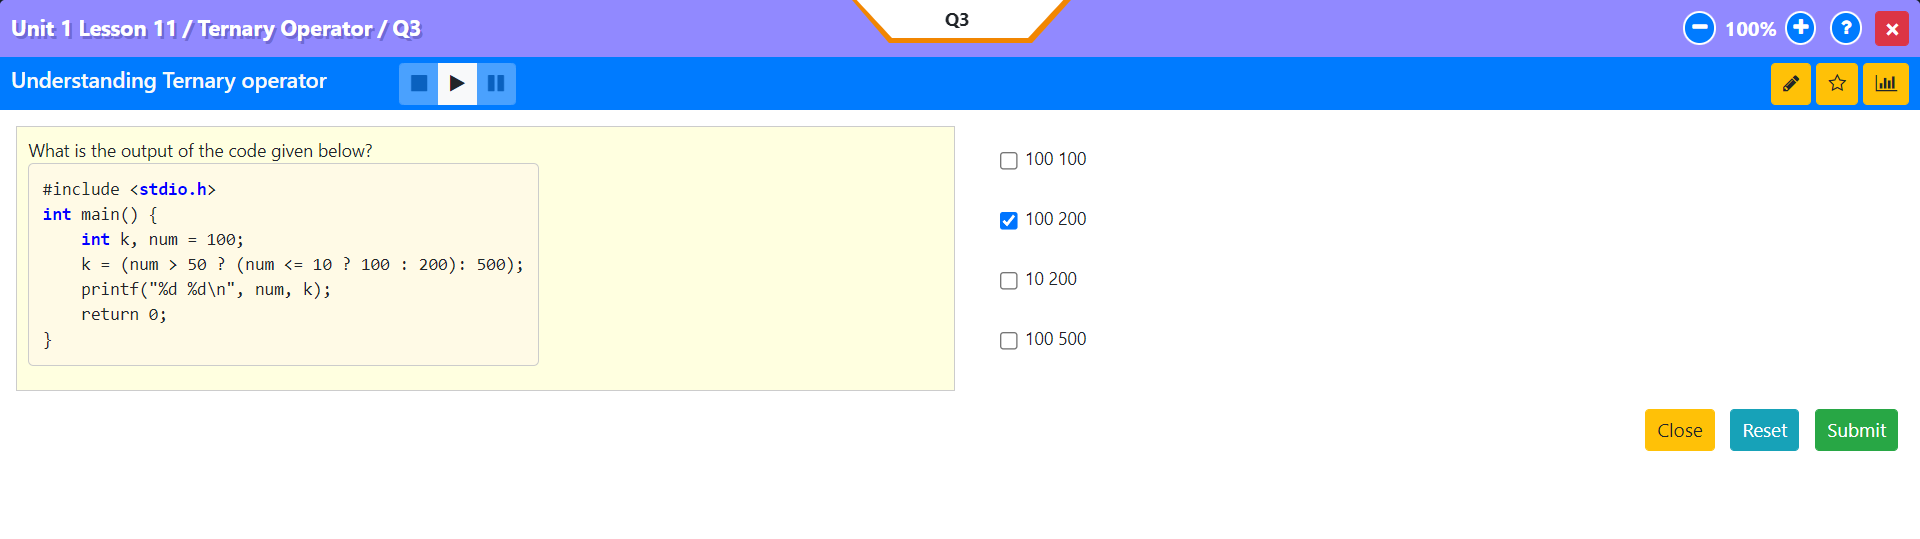 Unit 1 Lesson 11 / Ternary Operator / Q3
Q3
100%
?
Understanding Ternary operator
What is the output of the code given below?
#include <stdio.h>
int main() {
    int k, num = 100;
    k = (num > 50 ? (num <= 10 ? 100 : 200): 500);
    printf("%d %d\n", num, k);
    return 0;
}
100 100
100 200
10 200
100 500
Close
Reset
Submit